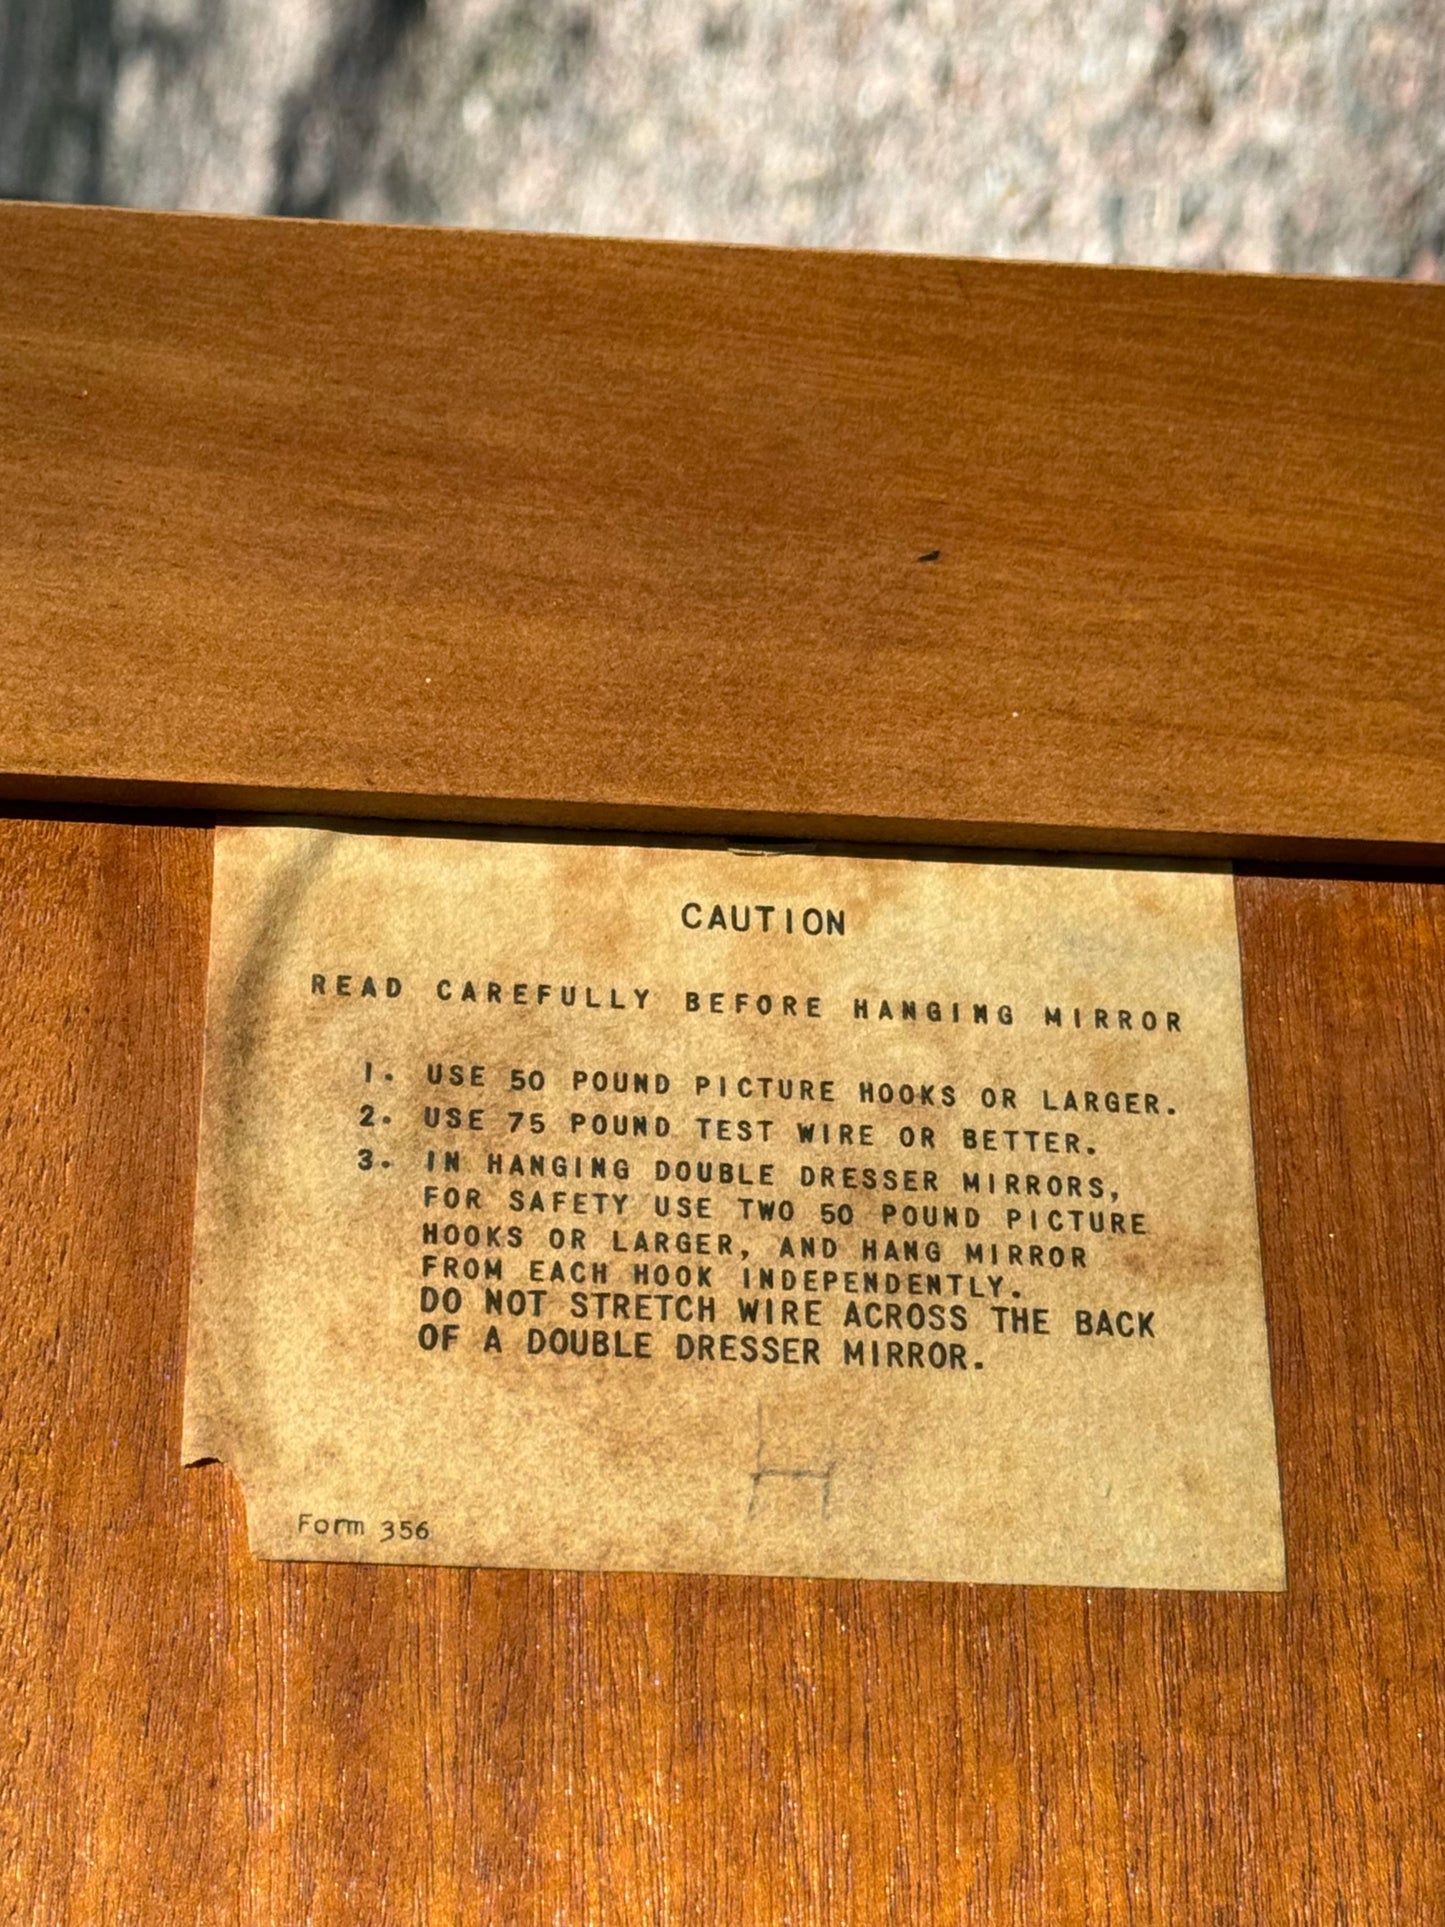 CAUTION
READ CAREFULLY BEFORE HANGING MIRROR
1. USE 50 POUND PICTURE HOOKS OR LARGER.
2. USE 75 POUND TEST WIRE OR BETTER.
3. IN HANGING DOUBLE DRESSER MIRRORS,
FOR SAFETY USE TWO 50 POUND PICTURE
HOOKS OR LARGER, AND HANG MIRROR
FROM EACH HOOK INDEPENDENTLY.
DO NOT STRETCH WIRE ACROSS THE BACK
OF A DOUBLE DRESSER MIRROR.
Form 356